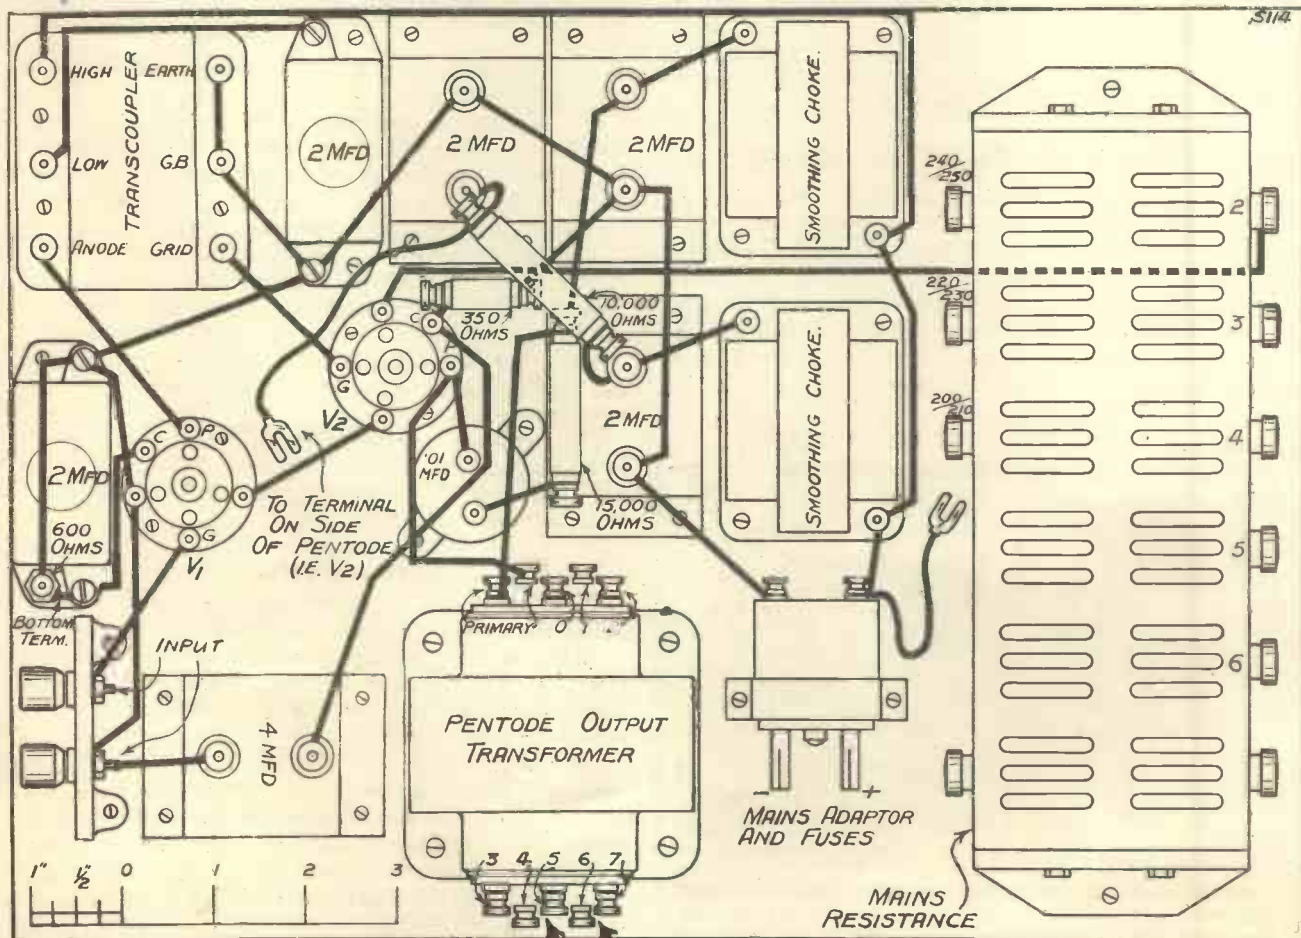 S114
HIGH EARTH
TRANSCOUPLER
LOW G.B
ANODE GRID
2 MFD
2 MFD
2 MFD
SMOOTHING CHOKE.
240/250
2
220/230
3
200/210
4
5
6
350 OHMS
10,000 OHMS
C
P
G
V2
2 MFD
SMOOTHING CHOKE.
.01 MFD
15,000 OHMS
2 MFD
C
P
G
V1
600 OHMS
BOTTOM TERM.
TO TERMINAL
ON SIDE
OF PENTODE
(I.E. V2)
INPUT
4 MFD
PRIMARY 0 1
PENTODE OUTPUT
TRANSFORMER
3 4 5 6 7
- +
MAINS ADAPTOR
AND FUSES
MAINS
RESISTANCE
1" ½" 0 1 2 3